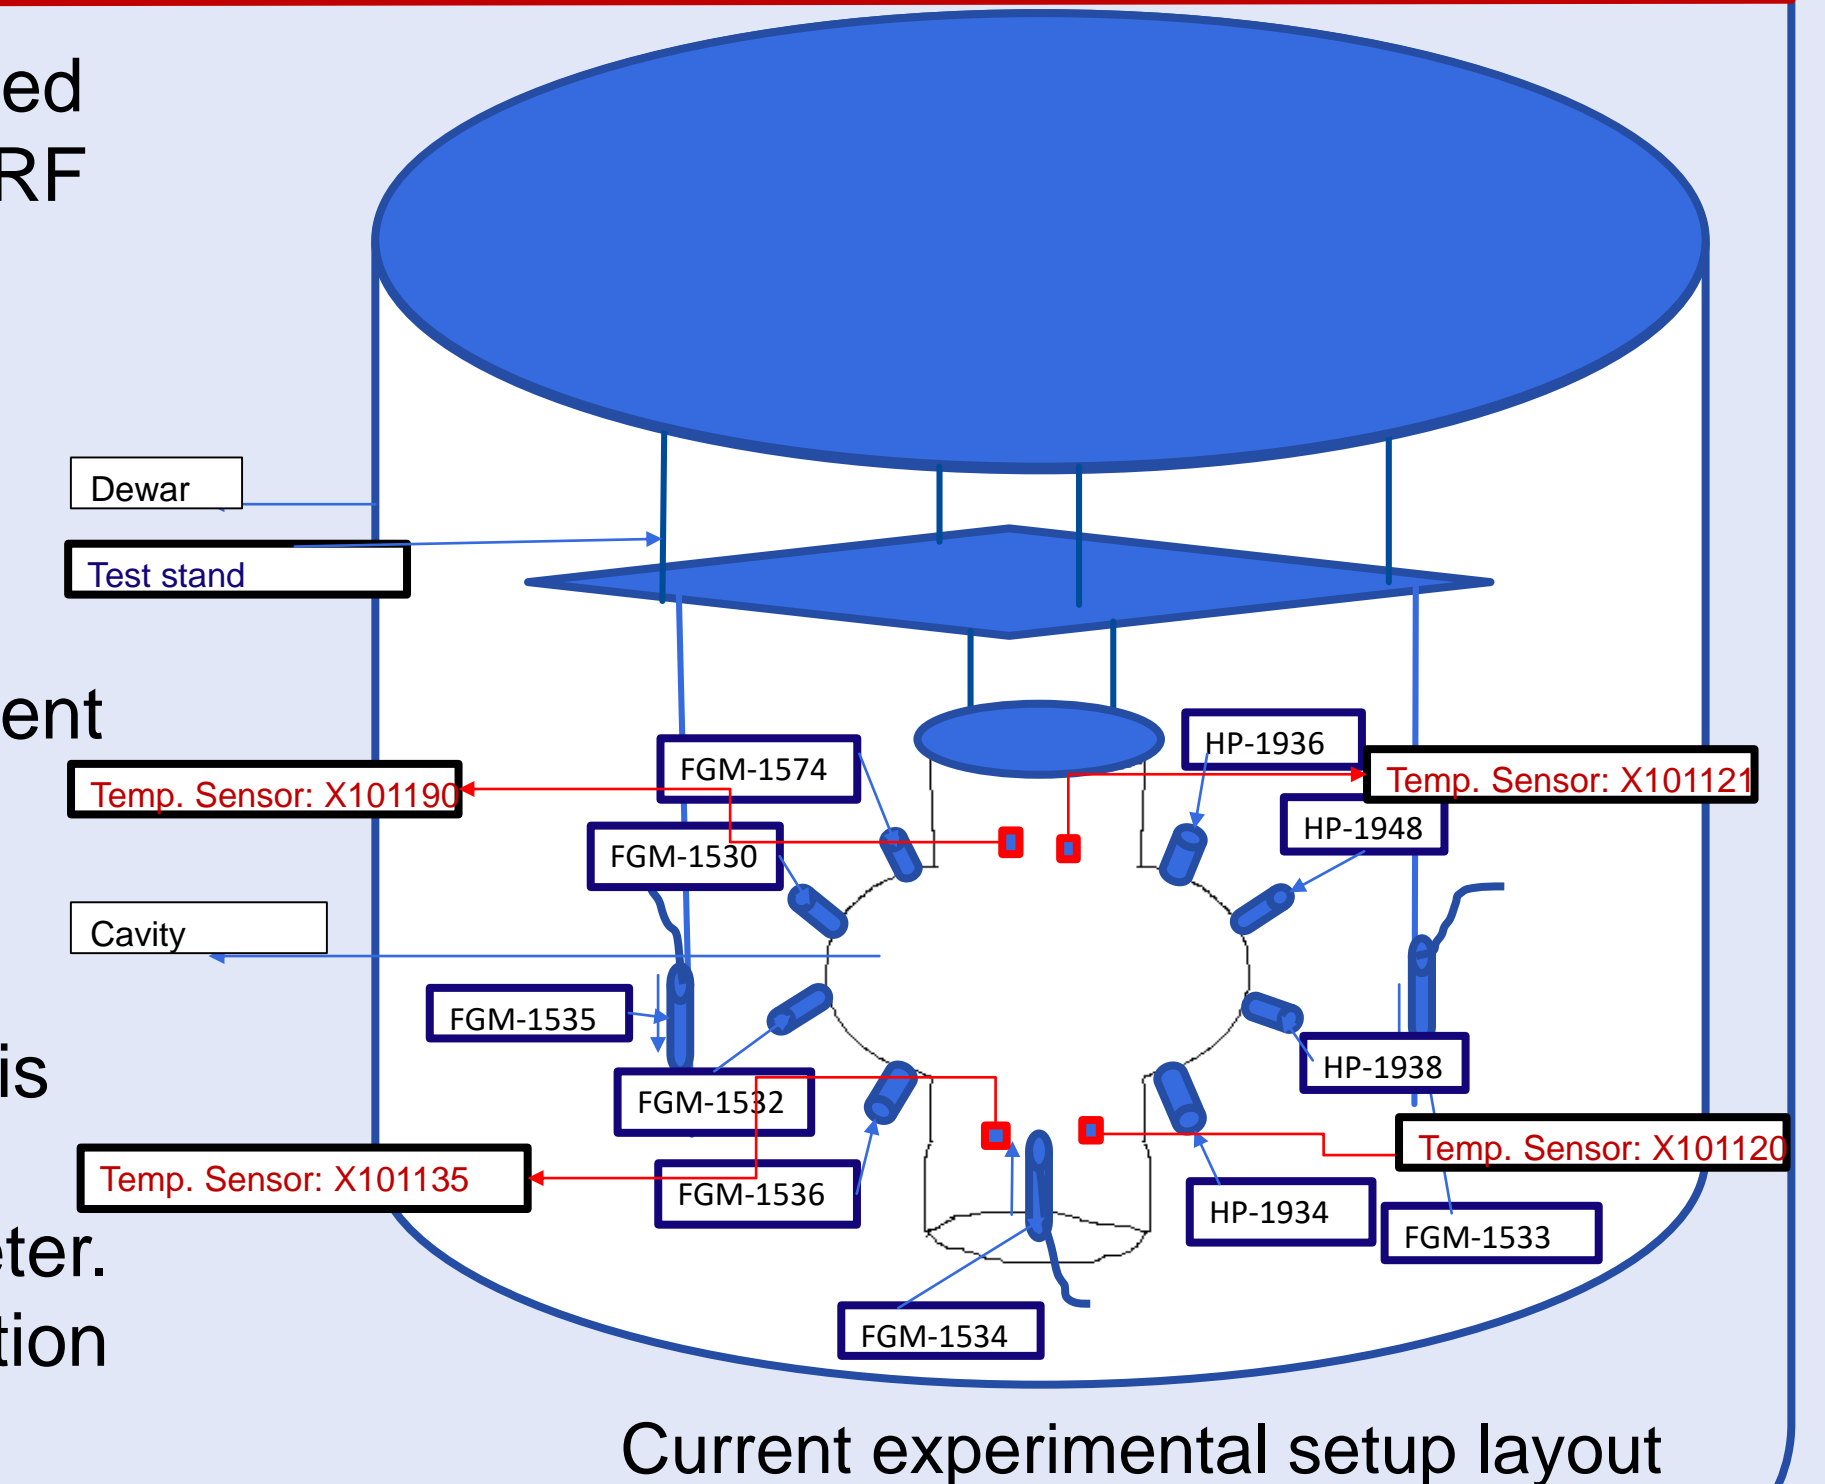 ed
RF
Dewar
Test stand
ent
HP-1936
FGM-1574
Temp. Sensor: X101190
Temp. Sensor: X101121
HP-1948
FGM-1530
Cavity
FGM-1535
is
HP-1938
FGM-1532
Temp. Sensor: X101120
Temp. Sensor: X101135
FGM-1536
HP-1934
FGM-1533
eter.
FGM-1534
tion
Current experimental setup layout